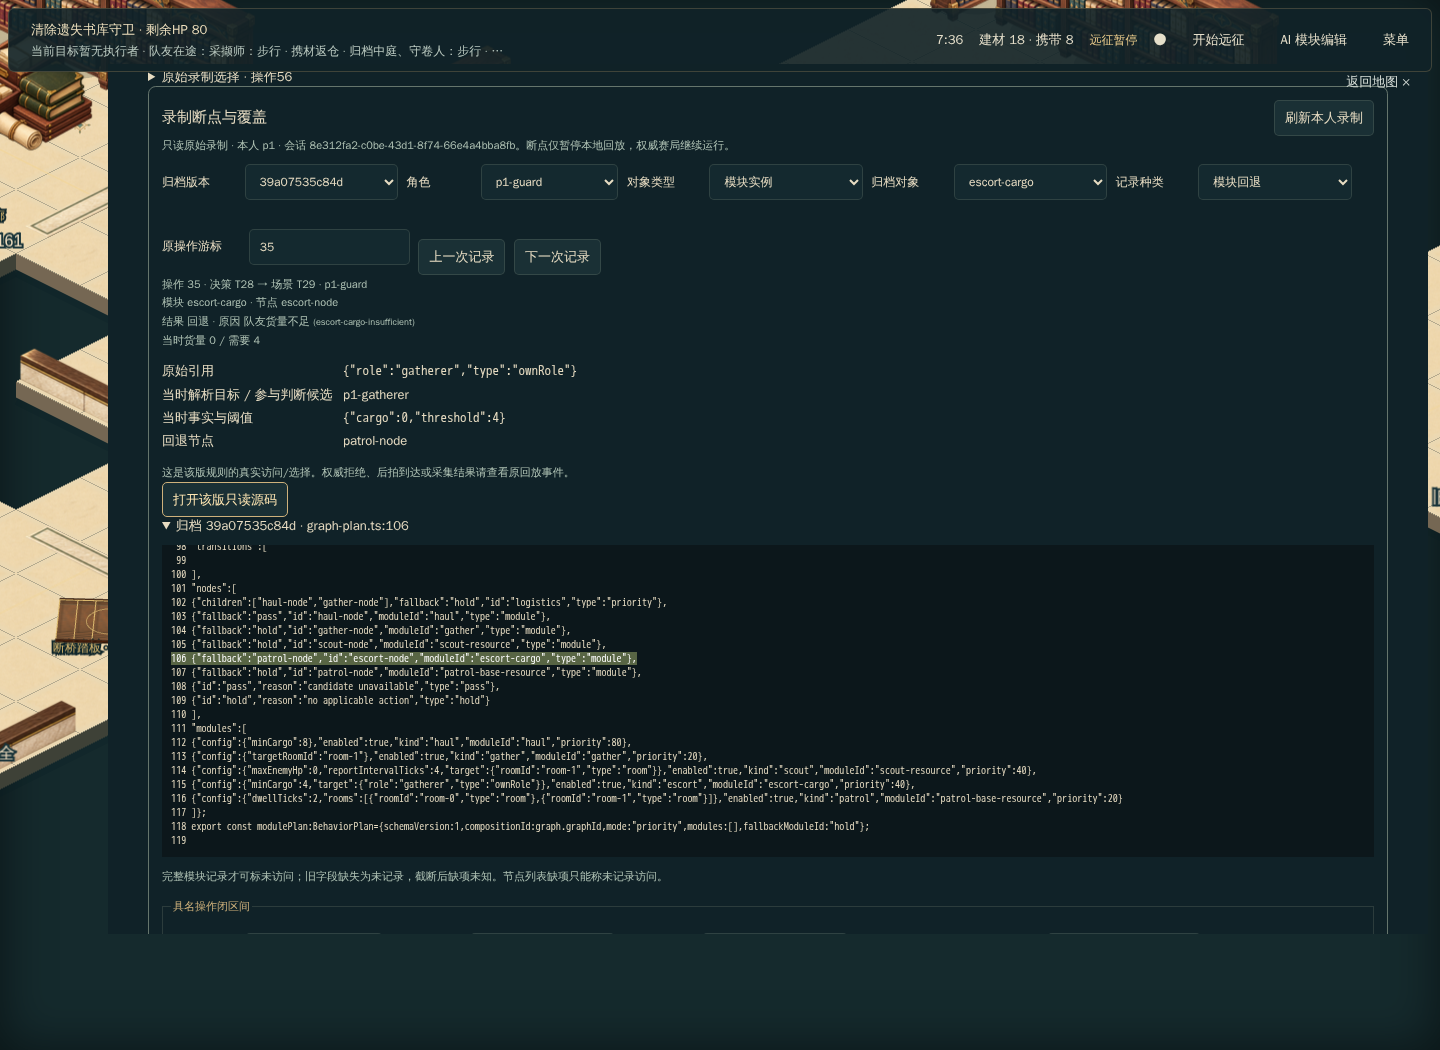 清除遗失书库守卫 · 剩余HP 80
当前目标暂无执行者 · 队友在途：采撷师：步行 · 携材返仓 · 归档中庭、守卷人：步行 · …
7:36 建材 18 · 携带 8 远征暂停 开始远征 AI 模块编辑 菜单
▶ 原始录制选择 · 操作56
返回地图 ×
录制断点与覆盖
刷新本人录制
只读原始录制 · 本人 p1 · 会话 8e312fa2-c0be-43d1-8f74-66e4a4bba8fb。断点仅暂停本地回放，权威赛局继续运行。
归档版本 39a07535c84d 角色 p1-guard 对象类型 模块实例 归档对象 escort-cargo 记录种类 模块回退
原操作游标 35 上一次记录 下一次记录
操作 35 · 决策 T28 → 场景 T29 · p1-guard
模块 escort-cargo · 节点 escort-node
结果 回退 · 原因 队友货量不足 (escort-cargo-insufficient)
当时货量 0 / 需要 4
原始引用 {"role":"gatherer","type":"ownRole"}
当时解析目标 / 参与判断候选 p1-gatherer
当时事实与阈值 {"cargo":0,"threshold":4}
回退节点 patrol-node
这是该版规则的真实访问/选择。权威拒绝、后拍到达或采集结果请查看原回放事件。
打开该版只读源码
▼ 归档 39a07535c84d · graph-plan.ts:106
98 "transitions":[
99
100 ],
101 "nodes":[
102 {"children":["haul-node","gather-node"],"fallback":"hold","id":"logistics","type":"priority"},
103 {"fallback":"pass","id":"haul-node","moduleId":"haul","type":"module"},
104 {"fallback":"hold","id":"gather-node","moduleId":"gather","type":"module"},
105 {"fallback":"hold","id":"scout-node","moduleId":"scout-resource","type":"module"},
106 {"fallback":"patrol-node","id":"escort-node","moduleId":"escort-cargo","type":"module"},
107 {"fallback":"hold","id":"patrol-node","moduleId":"patrol-base-resource","type":"module"},
108 {"id":"pass","reason":"candidate unavailable","type":"pass"},
109 {"id":"hold","reason":"no applicable action","type":"hold"}
110 ],
111 "modules":[
112 {"config":{"minCargo":8},"enabled":true,"kind":"haul","moduleId":"haul","priority":80},
113 {"config":{"targetRoomId":"room-1"},"enabled":true,"kind":"gather","moduleId":"gather","priority":20},
114 {"config":{"maxEnemyHp":0,"reportIntervalTicks":4,"target":{"roomId":"room-1","type":"room"}},"enabled":true,"kind":"scout","moduleId":"scout-resource","priority":40},
115 {"config":{"minCargo":4,"target":{"role":"gatherer","type":"ownRole"}},"enabled":true,"kind":"escort","moduleId":"escort-cargo","priority":40},
116 {"config":{"dwellTicks":2,"rooms":[{"roomId":"room-0","type":"room"},{"roomId":"room-1","type":"room"}]},"enabled":true,"kind":"patrol","moduleId":"patrol-base-resource","priority":20}
117 ]};
118 export const modulePlan:BehaviorPlan={schemaVersion:1,compositionId:graph.graphId,mode:"priority",modules:[],fallbackModuleId:"hold"};
119
完整模块记录才可标未访问；旧字段缺失为未记录，截断后缺项未知。节点列表缺项只能称未记录访问。
具名操作闭区间
161
断桥踏板
全